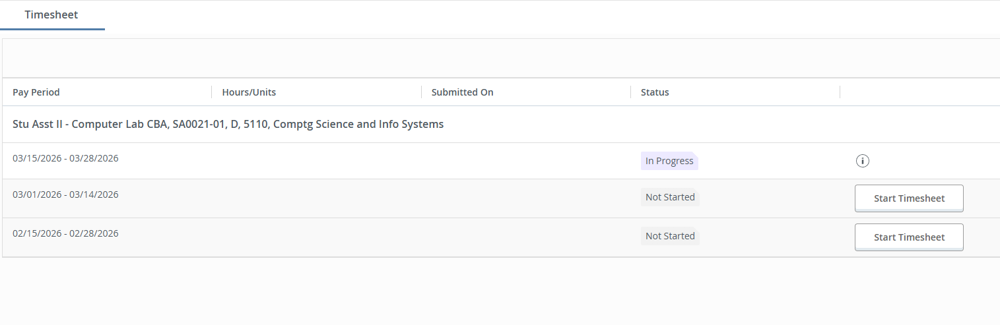 Timesheet
Pay Period Hours/Units Submitted On Status
Stu Asst II - Computer Lab CBA, SA0021-01, D, 5110, Comptg Science and Info Systems
03/15/2026 - 03/28/2026 In Progress i
03/01/2026 - 03/14/2026 Not Started Start Timesheet
02/15/2026 - 02/28/2026 Not Started Start Timesheet